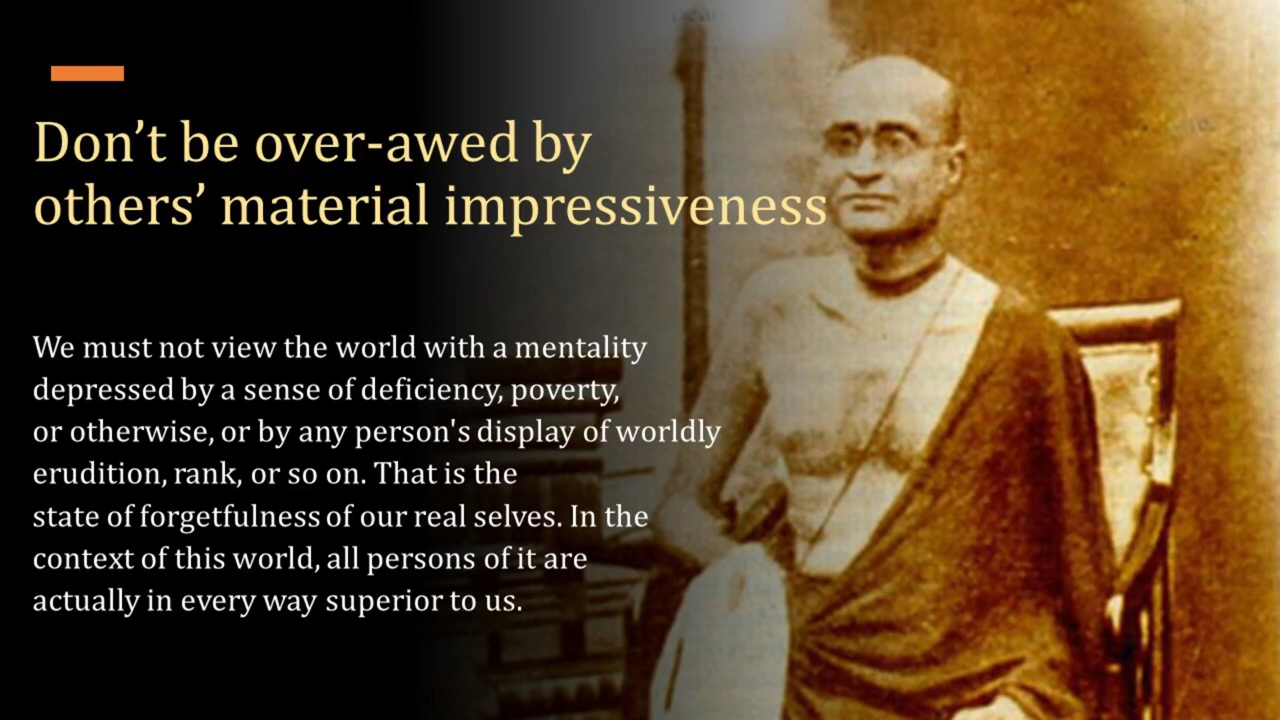 Don’t be over-awed by
others’ material impressiveness
We must not view the world with a mentality
depressed by a sense of deficiency, poverty,
or otherwise, or by any person's display of worldly
erudition, rank, or so on. That is the
state of forgetfulness of our real selves. In the
context of this world, all persons of it are
actually in every way superior to us.